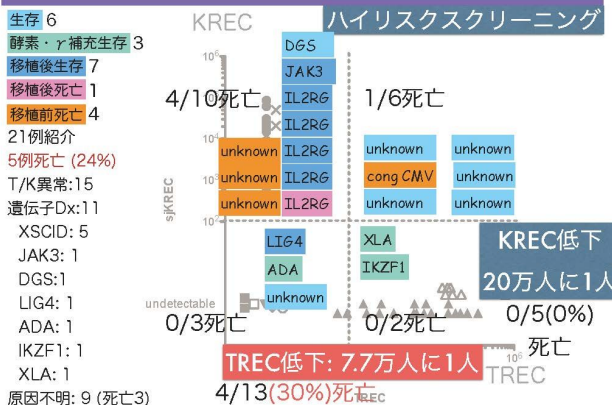 KREC
ハイリスクスクリーニング
生存 6
酵素・γ補充生存 3
移植後生存 7
移植後死亡 1
移植前死亡 4
21例紹介
5例死亡 (24%)
T/K異常:15
遺伝子Dx:11
XSCID: 5
JAK3: 1
DGS:1
LIG4: 1
ADA: 1
IKZF1: 1
XLA: 1
原因不明: 9 (死亡3)
10⁶
4/10死亡
10⁴
10³
10²
sjKREC
undetectable
DGS
JAK3
IL2RG
IL2RG
unknown IL2RG
unknown IL2RG
unknown IL2RG
1/6死亡
unknown unknown
cong CMV unknown
unknown unknown
LIG4
ADA
unknown
0/3死亡
XLA
IKZF1
0/2死亡
KREC低下
20万人に1人
0/5(0%)
死亡
TREC低下: 7.7万人に1人
10⁶
TREC
4/13(30%)死亡
TREC